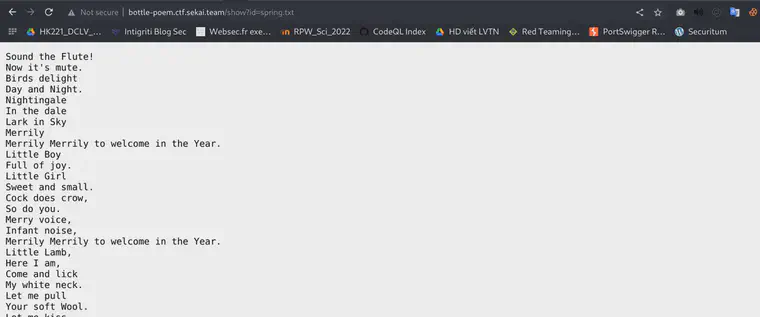 Not secure | bottle-poem.ctf.sekai.team/show?id=spring.txt
HK221_DCLV_... Intigriti Blog Sec Websec.fr exe... RPW_Sci_2022 CodeQL Index HD viết LVTN Red Teaming... PortSwigger R... Securitum
Sound the Flute!
Now it's mute.
Birds delight
Day and Night.
Nightingale
In the dale
Lark in Sky
Merrily
Merrily Merrily to welcome in the Year.
Little Boy
Full of joy.
Little Girl
Sweet and small.
Cock does crow,
So do you.
Merry voice,
Infant noise,
Merrily Merrily to welcome in the Year.
Little Lamb,
Here I am,
Come and lick
My white neck.
Let me pull
Your soft Wool.
Let me kiss